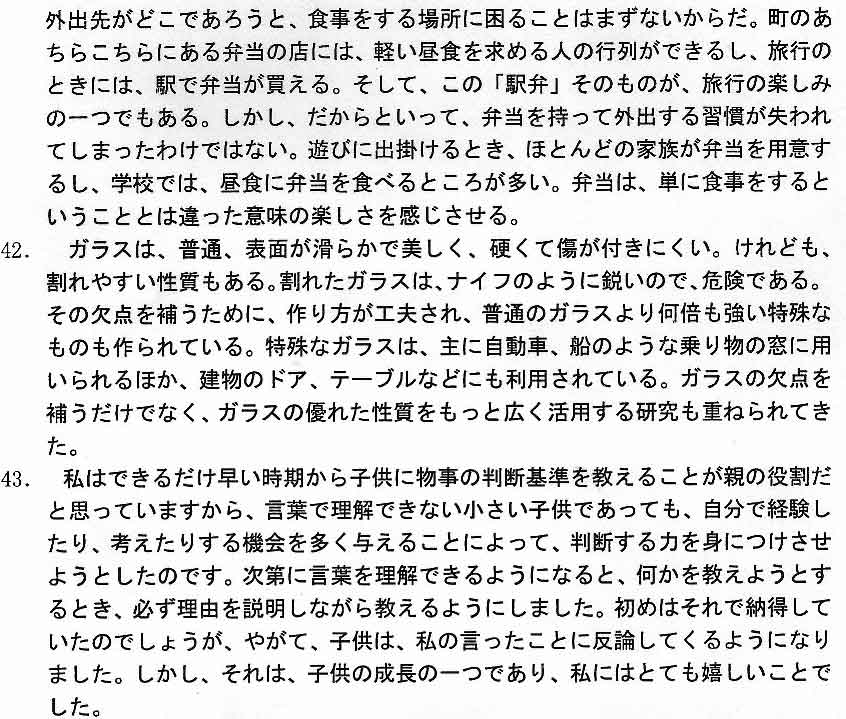 外出先がどこであろうと、食事をする場所に困ることはまずないからだ。町のあ
ちらこちらにある弁当の店には、軽い昼食を求める人の行列ができるし、旅行の
ときには、駅で弁当が買える。そして、この「駅弁」そのものが、旅行の楽しみ
の一つでもある。しかし、だからといって、弁当を持って外出する習慣が失われ
てしまったわけではない。遊びに出掛けるとき、ほとんどの家族が弁当を用意す
るし、学校では、昼食に弁当を食べるところが多い。弁当は、単に食事をすると
いうこととは違った意味の楽しさを感じさせる。
42. ガラスは、普通、表面が滑らかで美しく、硬くて傷が付きにくい。けれども、
割れやすい性質もある。割れたガラスは、ナイフのように鋭いので、危険である。
その欠点を補うために、作り方が工夫され、普通のガラスより何倍も強い特殊な
ものも作られている。特殊なガラスは、主に自動車、船のような乗り物の窓に用
いられるほか、建物のドア、テーブルなどにも利用されている。ガラスの欠点を
補うだけでなく、ガラスの優れた性質をもっと広く活用する研究も重ねられてき
た。
43. 私はできるだけ早い時期から子供に物事の判断基準を教えることが親の役割だ
と思っていますから、言葉で理解できない小さい子供であっても、自分で経験し
たり、考えたりする機会を多く与えることによって、判断する力を身につけさせ
ようとしたのです。次第に言葉を理解できるようになると、何かを教えようとす
るとき、必ず理由を説明しながら教えるようにしました。初めはそれで納得して
いたのでしょうが、やがて、子供は、私の言ったことに反論してくるようになり
ました。しかし、それは、子供の成長の一つであり、私にはとても嬉しいことで
した。